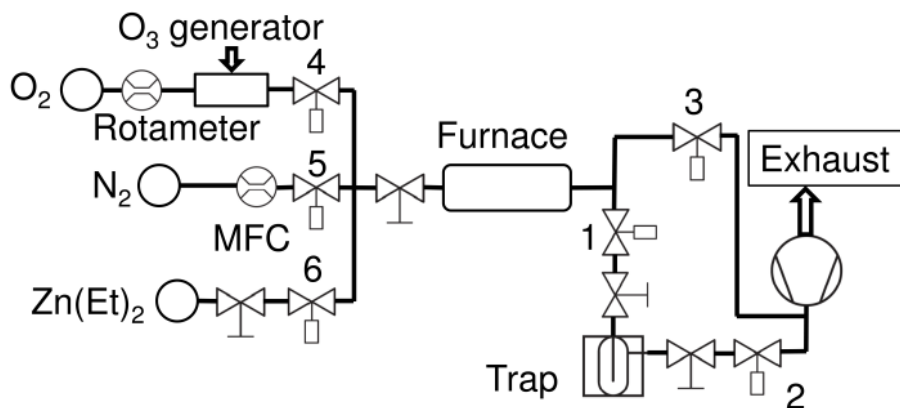 O₃ generator
4
O₂
Rotameter
3
Furnace
Exhaust
N₂
5
MFC
1
6
Zn(Et)₂
Trap
2